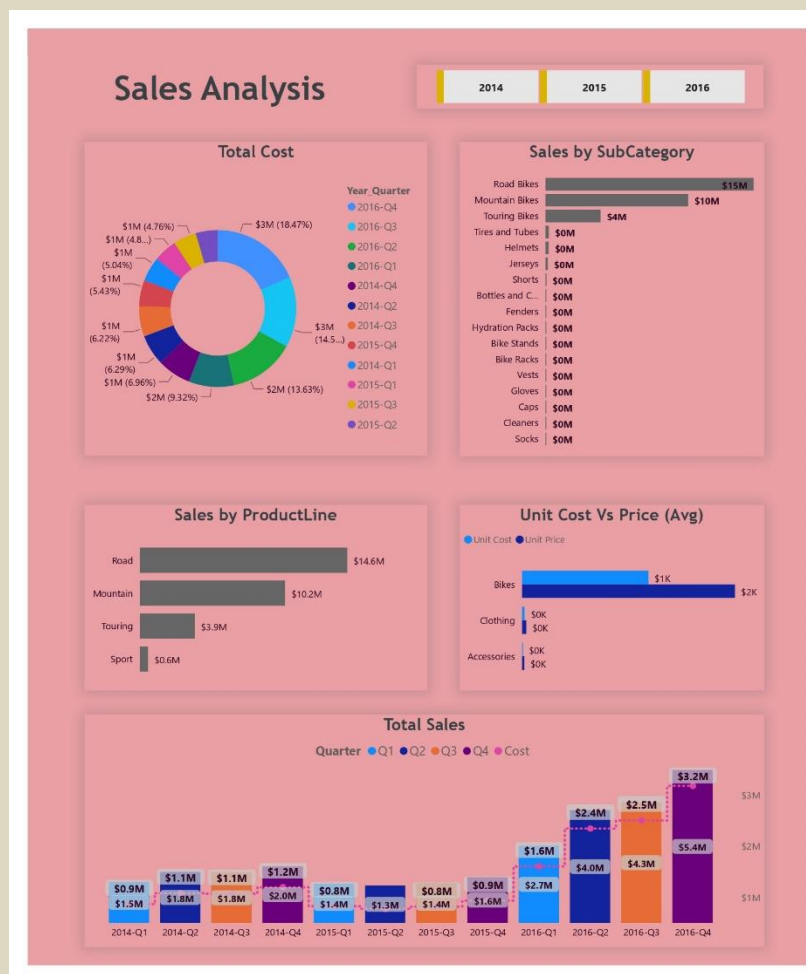 Sales Analysis
2014 2015 2016
Total Cost
Year_Quarter
2016-Q4
2016-Q3
2016-Q2
2016-Q1
2014-Q4
2014-Q2
2014-Q3
2015-Q4
2014-Q1
2015-Q1
2015-Q3
2015-Q2
$3M (18.47%)
$3M
(14.5...)
$2M (13.63%)
$2M (9.32%)
$1M (6.96%)
$1M
(6.29%)
$1M
(6.22%)
$1M
(5.43%)
$1M
(5.04%)
$1M (4.8...)
$1M (4.76%)
Sales by SubCategory
Road Bikes $15M
Mountain Bikes $10M
Touring Bikes $4M
Tires and Tubes $0M
Helmets $0M
Jerseys $0M
Shorts $0M
Bottles and C... $0M
Fenders $0M
Hydration Packs $0M
Bike Stands $0M
Bike Racks $0M
Vests $0M
Gloves $0M
Caps $0M
Cleaners $0M
Socks $0M
Sales by ProductLine
Road $14.6M
Mountain $10.2M
Touring $3.9M
Sport $0.6M
Unit Cost Vs Price (Avg)
Unit Cost Unit Price
Bikes $1K
$2K
Clothing $0K
$0K
Accessories $0K
$0K
Total Sales
Quarter Q1 Q2 Q3 Q4 Cost
$0.9M $1.1M $1.1M $1.2M $0.8M $0.8M $0.9M $1.6M $2.4M $2.5M $3.2M
$1.5M $1.8M $1.8M $2.0M $1.4M $1.3M $1.4M $1.6M $2.7M $4.0M $4.3M $5.4M
$3M
$2M
$1M
2014-Q1 2014-Q2 2014-Q3 2014-Q4 2015-Q1 2015-Q2 2015-Q3 2015-Q4 2016-Q1 2016-Q2 2016-Q3 2016-Q4